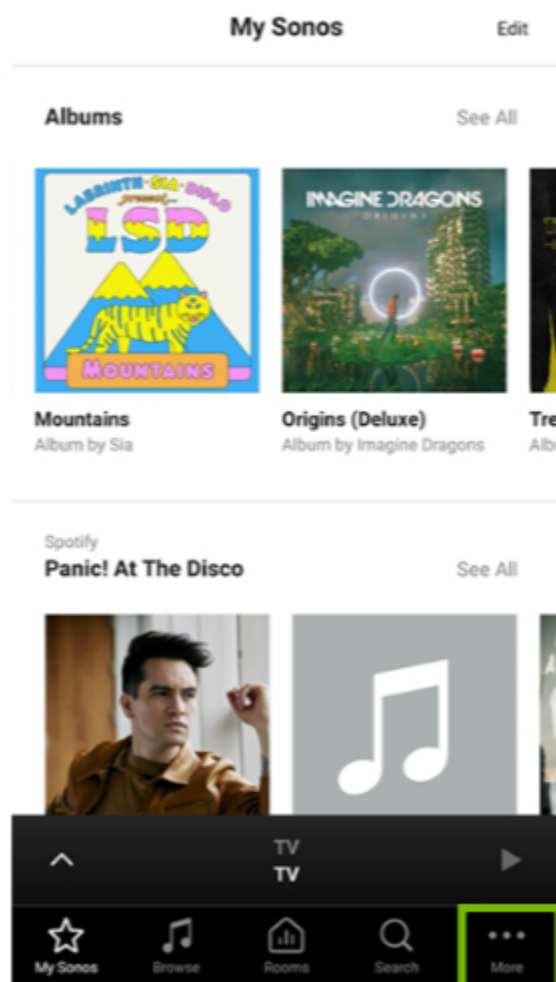 My Sonos
Edit
Albums
See All
LABRINTH · SIA · DIPLO
present...
LSD
MOUNTAINS
IMAGINE DRAGONS
ORIGINS
Mountains
Album by Sia
Origins (Deluxe)
Album by Imagine Dragons
Spotify
Panic! At The Disco
See All
TV
TV
My Sonos
Browse
Rooms
Search
More